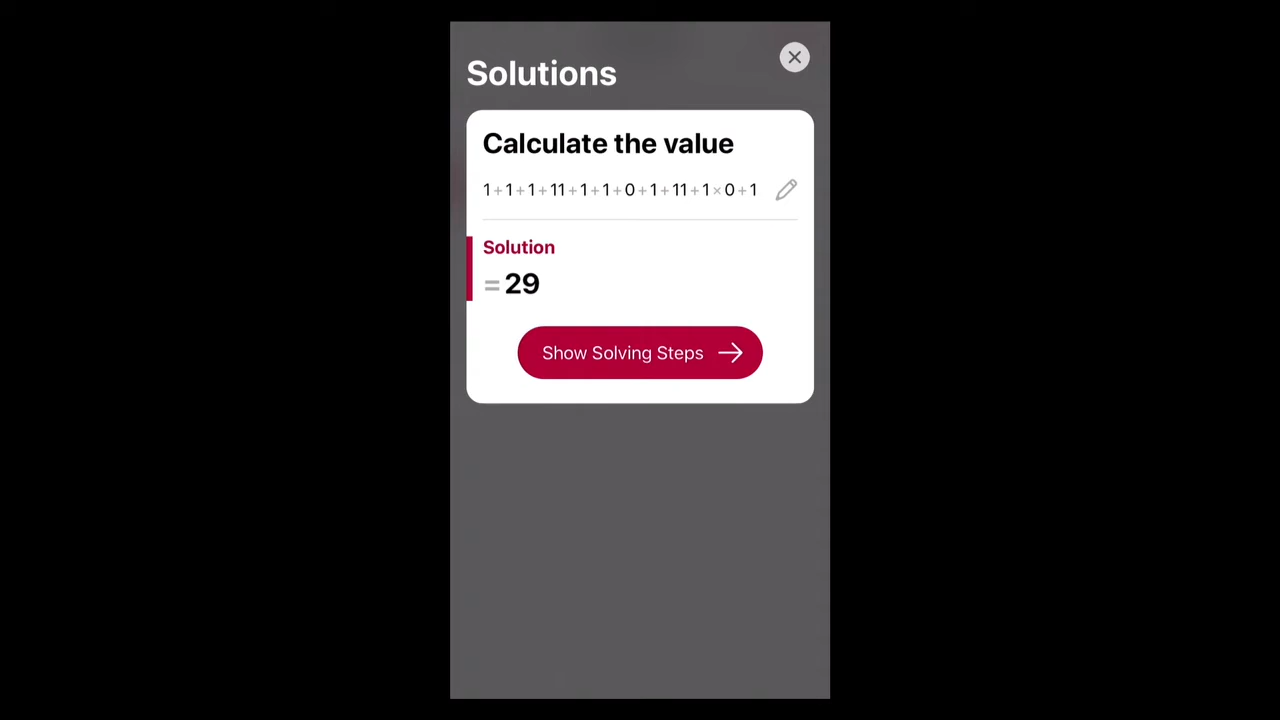 Solutions
Calculate the value
1+1+1+11+1+1+0+1+11+1×0+1
Solution
=29
Show Solving Steps